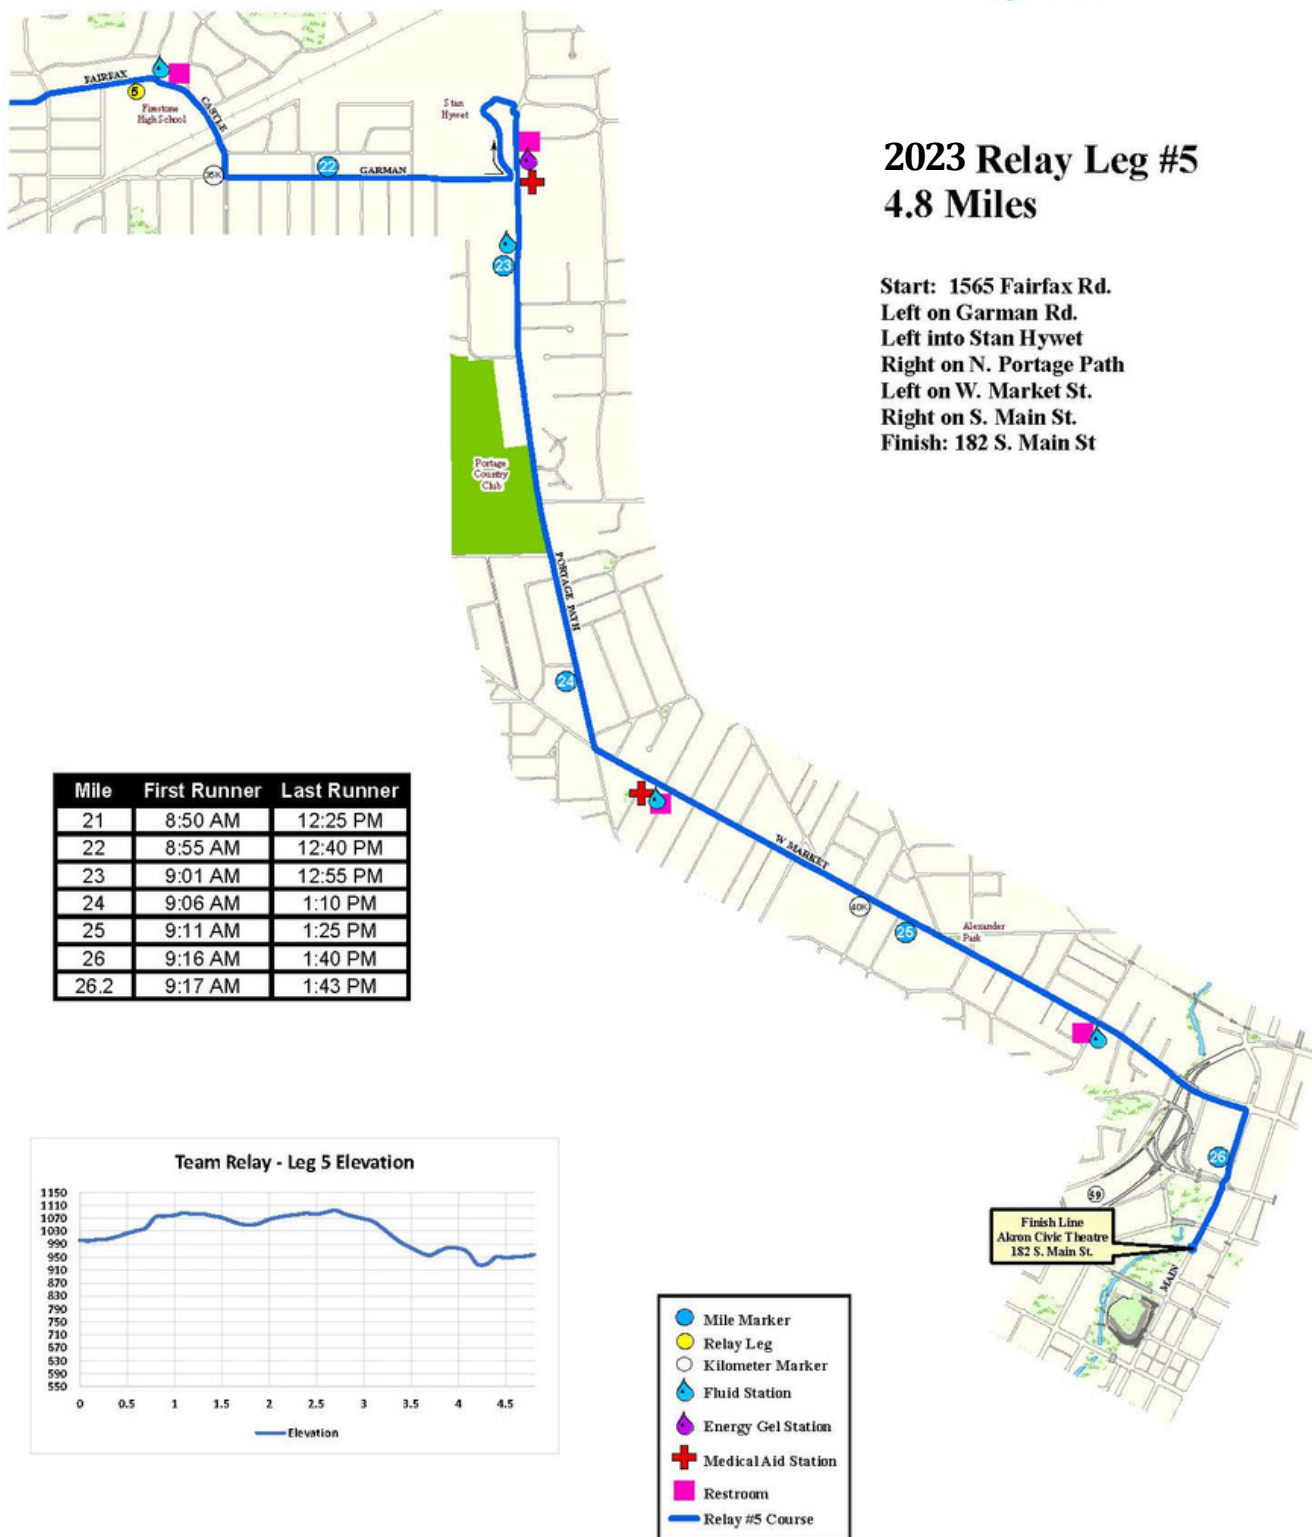 FAIRFAX
5
Firestone
High School
CASTLE
35K
22
GARMAN
Stan
Hywet
23
2023 Relay Leg #5
4.8 Miles
Start: 1565 Fairfax Rd.
Left on Garman Rd.
Left into Stan Hywet
Right on N. Portage Path
Left on W. Market St.
Right on S. Main St.
Finish: 182 S. Main St
Portage
Country
Club
PORTAGE PATH
24
W MARKET
40K
25
Alexander
Park
26
59
Finish Line
Akron Civic Theatre
182 S. Main St.
MAIN
Mile First Runner Last Runner
21 8:50 AM 12:25 PM
22 8:55 AM 12:40 PM
23 9:01 AM 12:55 PM
24 9:06 AM 1:10 PM
25 9:11 AM 1:25 PM
26 9:16 AM 1:40 PM
26.2 9:17 AM 1:43 PM
Team Relay - Leg 5 Elevation
1150
1110
1070
1030
990
950
910
870
830
790
750
710
670
630
590
550
0 0.5 1 1.5 2 2.5 3 3.5 4 4.5
Elevation
Mile Marker
Relay Leg
Kilometer Marker
Fluid Station
Energy Gel Station
Medical Aid Station
Restroom
Relay #5 Course